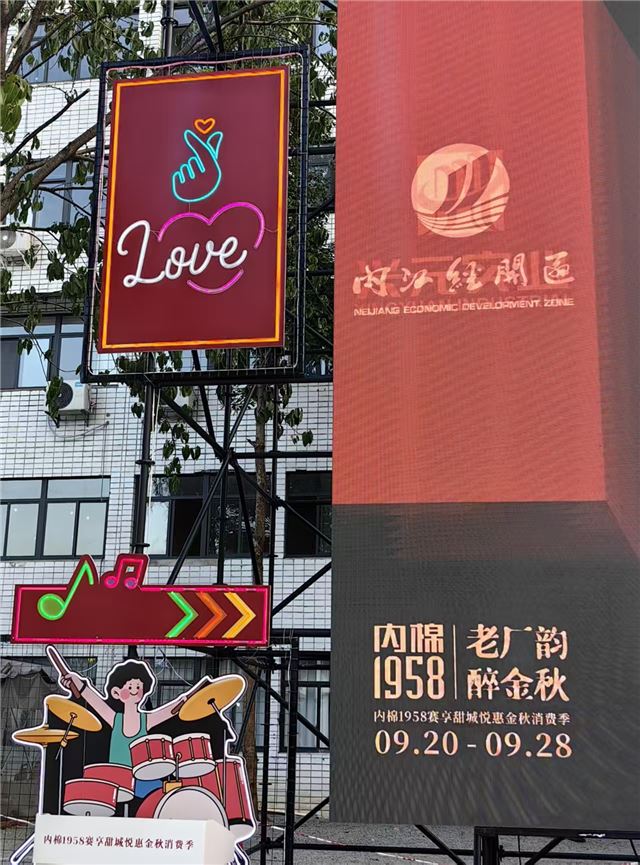 Love
内江经开区
NEIJIANG ECONOMIC DEVELOPMENT ZONE
内棉
1958
老厂韵
醉金秋
内棉1958赛享甜城悦惠金秋消费季
09.20 - 09.28
内棉1958赛享甜城悦惠金秋消费季